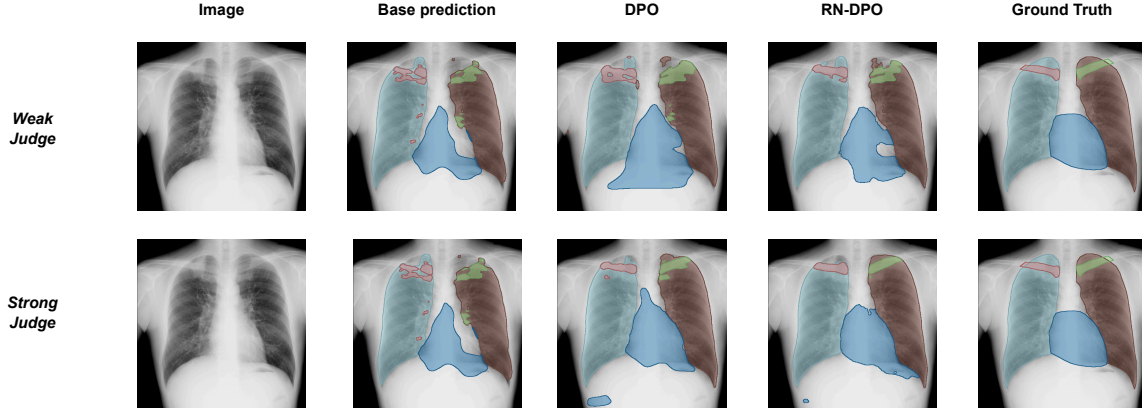 Image Base prediction DPO RN-DPO Ground Truth
Weak
Judge
Strong
Judge